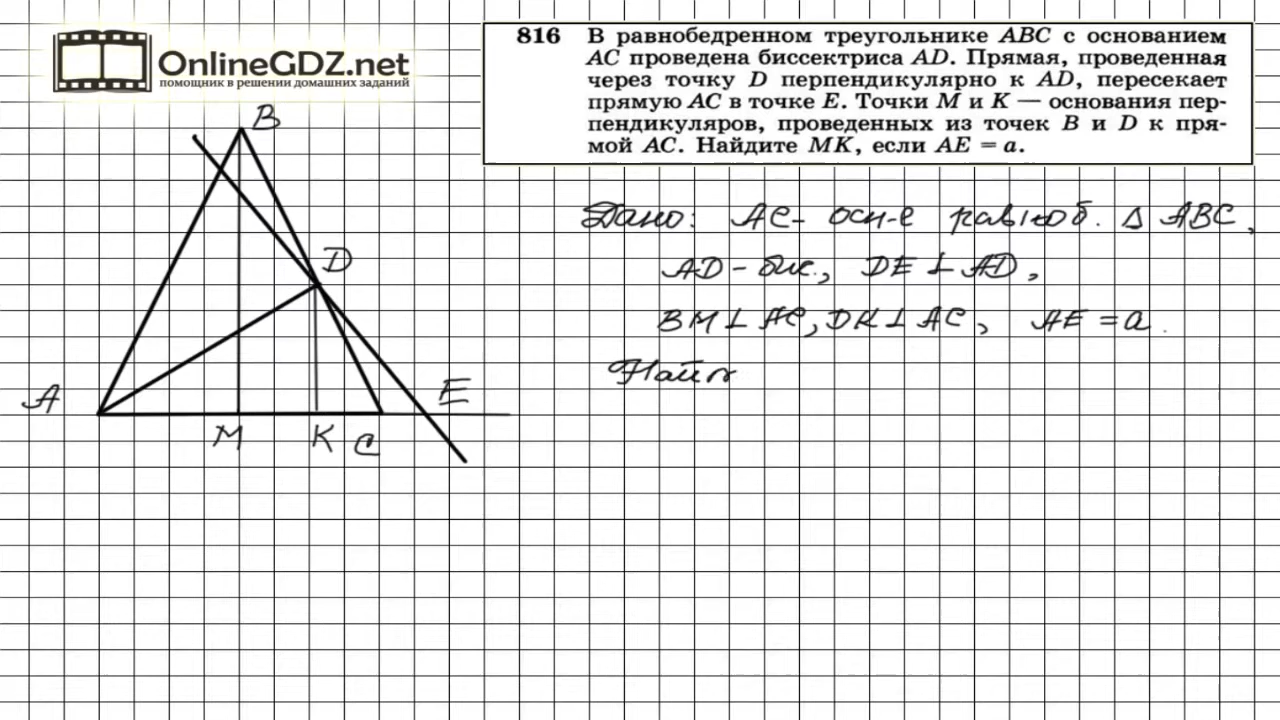 OnlineGDZ.net
помощник в решении домашних заданий
816 В равнобедренном треугольнике ABC с основанием
AC проведена биссектриса AD. Прямая, проведенная
через точку D перпендикулярно к AD, пересекает
прямую AC в точке E. Точки M и K — основания пер-
пендикуляров, проведенных из точек B и D к пря-
мой AC. Найдите MK, если AE = a.
B
D
A
E
M
K
C
Дано: AC- осн-е равноб. Δ ABC,
AD - бис., DE ⊥ AD,
BM ⊥ AC, DK ⊥ AC, AE = a.
Найт